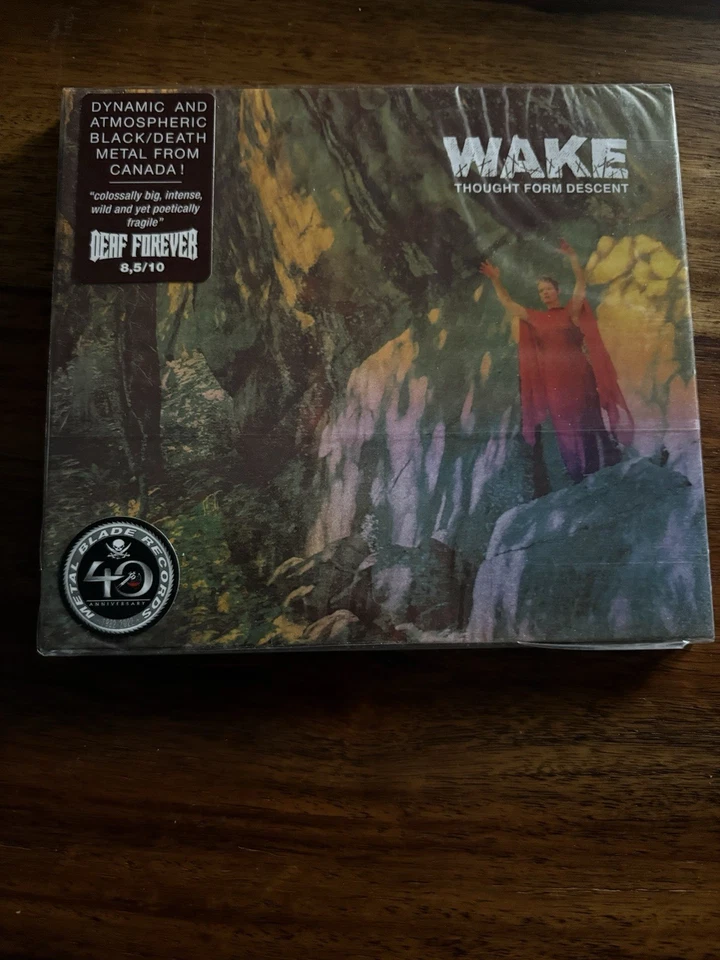 DYNAMIC AND
ATMOSPHERIC
BLACK/DEATH
METAL FROM
CANADA!
"colossally big, intense,
wild and yet poetically
fragile"
DEAF FOREVER
8,5/10
WAKE
THOUGHT FORM DESCENT
METAL BLADE RECORDS
40
ANNIVERSARY